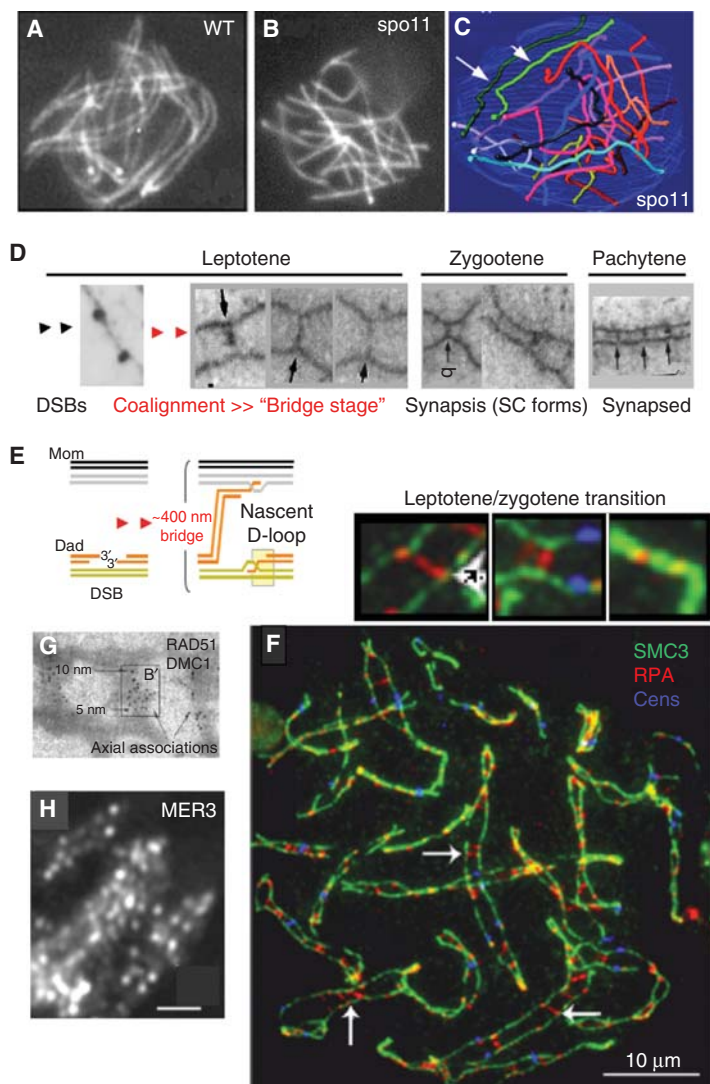 A
WT
B
spo11
C
spo11
D
Leptotene
Zygootene
Pachytene
b
DSBs
Coalignment >> “Bridge stage”
Synapsis (SC forms)
Synapsed
E
Mom
~400 nm
bridge
Nascent
D-loop
Dad
3′
3′
DSB
Leptotene/zygotene transition
G
RAD51
DMC1
10 nm
B′
5 nm
Axial associations
F
SMC3
RPA
Cens
H
MER3
10 μm